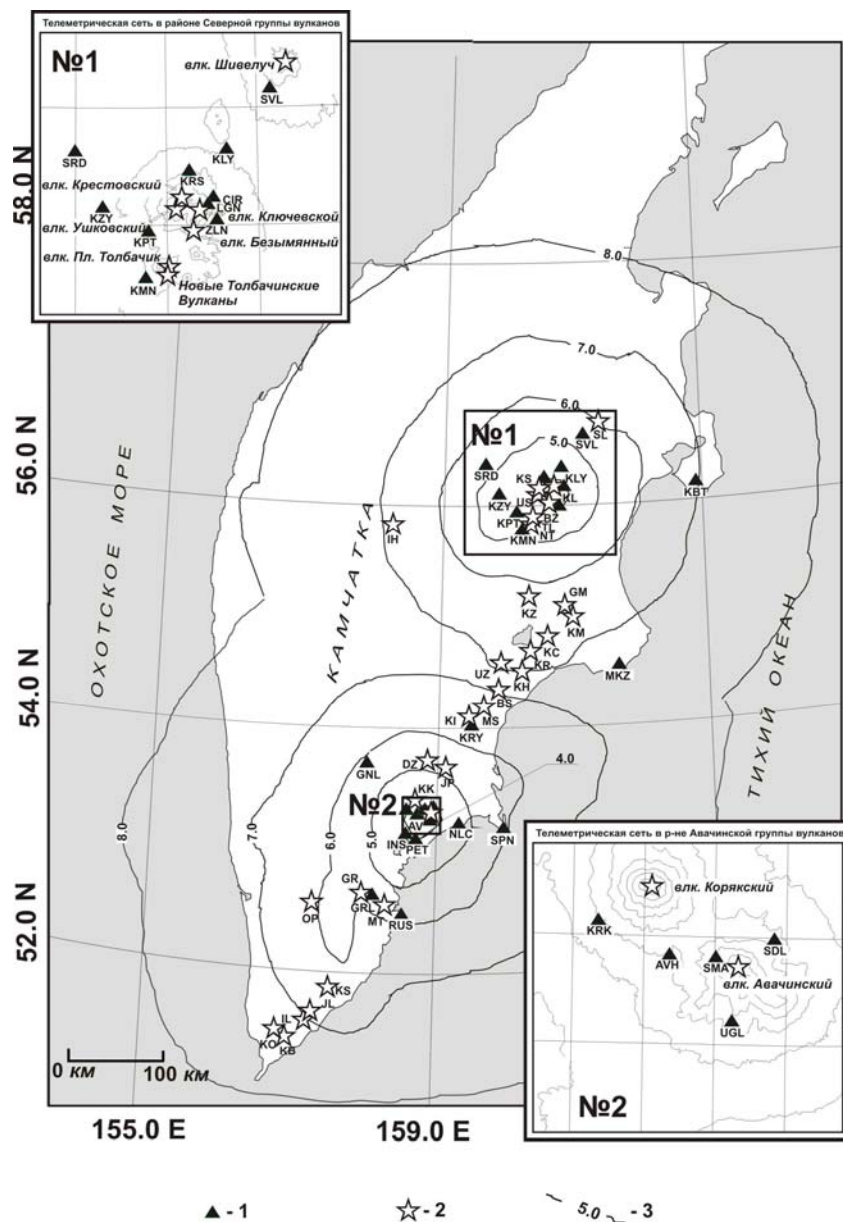 Телеметрическая сеть в районе Северной группы вулканов
№1
влк. Шивелуч
SVL
SRD
KLY
KRS
влк. Крестовский
CIR
LGN
KZY
влк. Ключевской
влк. Ушковский
ZLN
KPT
влк. Безымянный
влк. Пл. Толбачик
KMN
Новые Толбачинские
Вулканы
58.0 N
56.0 N
54.0 N
52.0 N
8.0
7.0
6.0
5.0
№1
SL
SVL
SRD
KS
KLY
US
KL
KZY
KPT
BZ
TL
KMN
NT
KBT
IH
ОХОТСКОЕ МОРЕ
КАМЧАТКА
ТИХИЙ ОКЕАН
KZ
GM
KM
KC
KR
UZ
KH
MKZ
BS
KI
MS
KRY
GNL
DZ
JP
4.0
KK
№2
AV
INS
PET
NLC
SPN
8.0
7.0
6.0
5.0
GR
GRL
OP
MT
RUS
KS
JL
IL
KO
KB
0 км
100 км
155.0 E
159.0 E
Телеметрическая сеть в р-не Авачинской группы вулканов
влк. Корякский
KRK
AVH
SMA
SDL
влк. Авачинский
UGL
№2
- 1
- 2
5.0
- 3